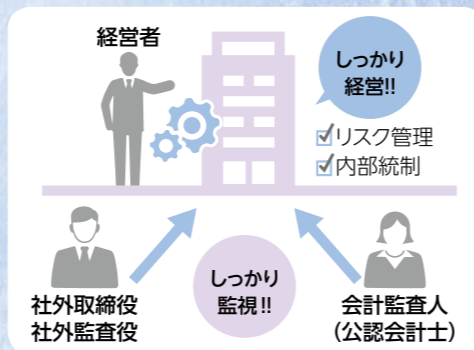 経営者
しっかり
経営!!
リスク管理
内部統制
社外取締役
社外監査役
しっかり
監視!!
会計監査人
(公認会計士)